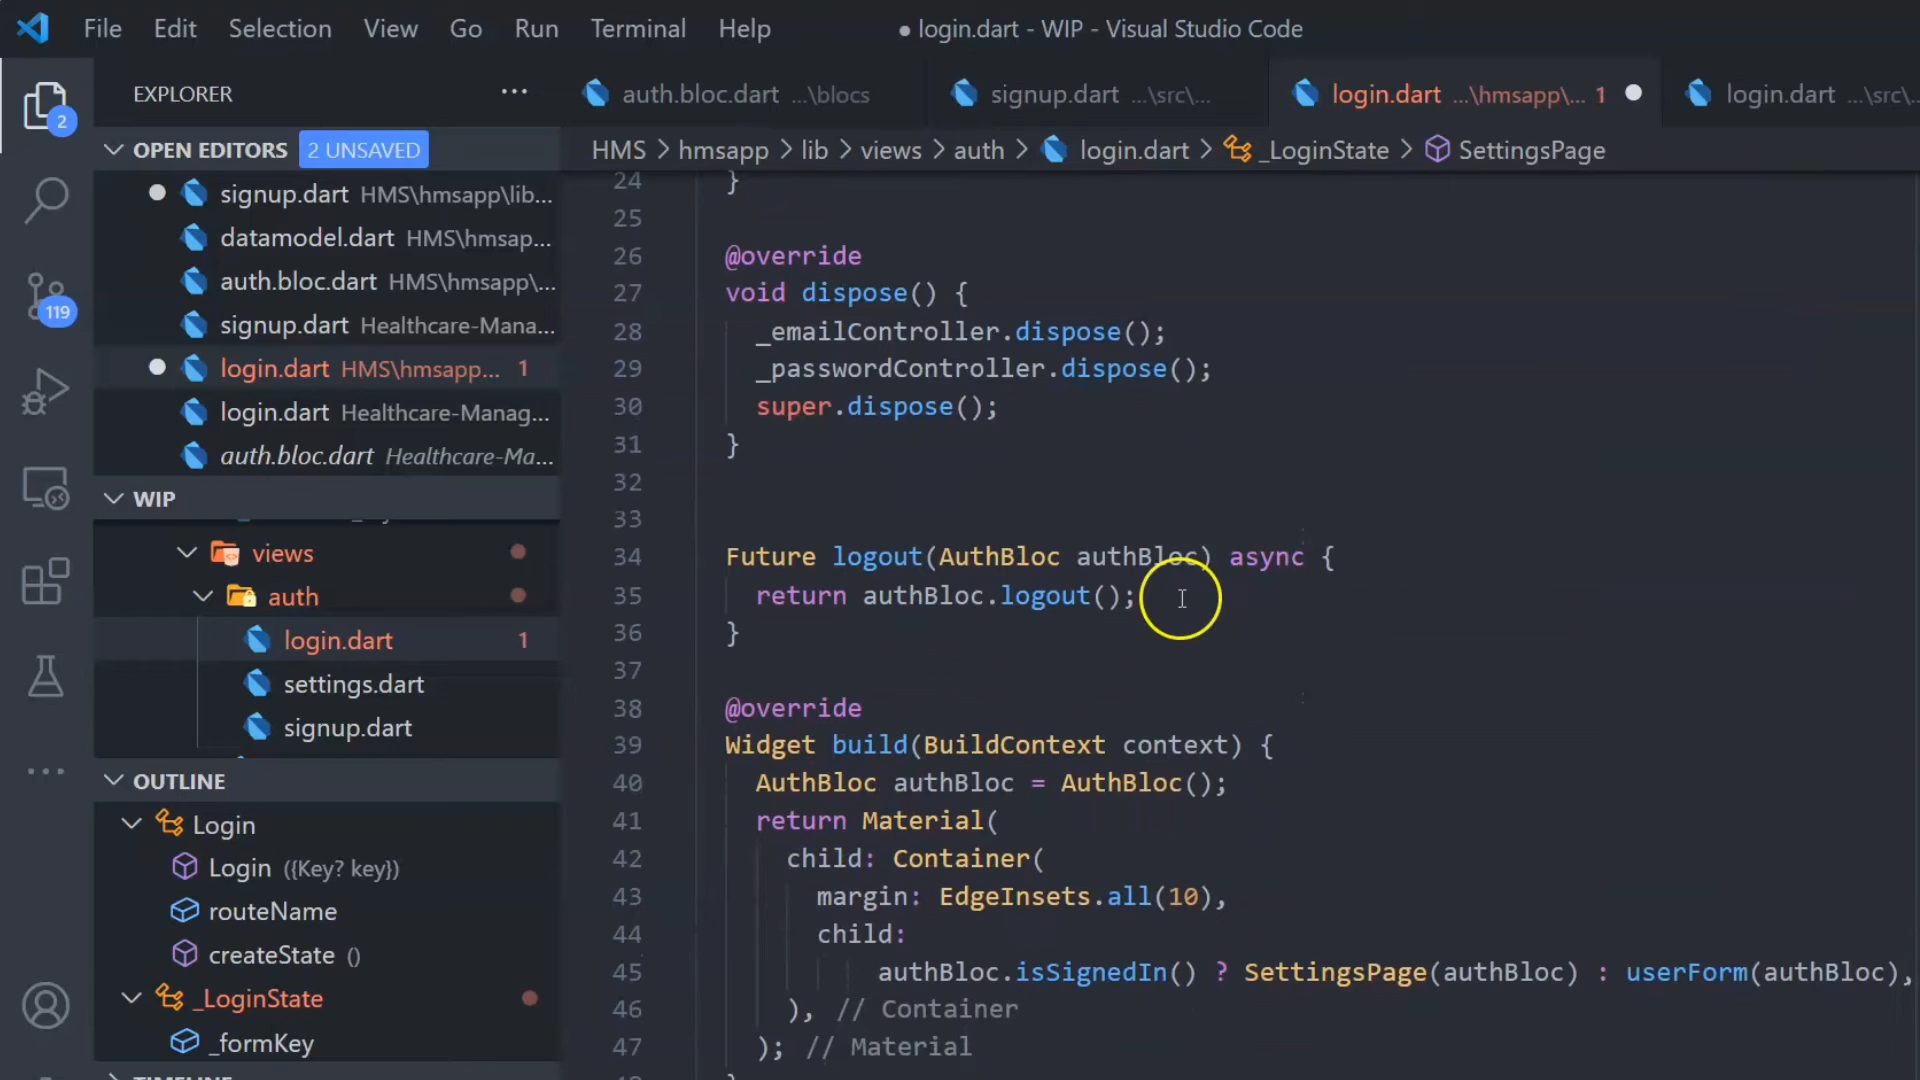 File Edit Selection View Go Run Terminal Help ● login.dart - WIP - Visual Studio Code
EXPLORER ...
auth.bloc.dart ...\blocs signup.dart ...\src\... login.dart ...\hmsapp\... 1 login.dart ...\src\...
2
OPEN EDITORS 2 UNSAVED
HMS > hmsapp > lib > views > auth > login.dart > _LoginState > SettingsPage
signup.dart HMS\hmsapp\lib...
datamodel.dart HMS\hmsap...
auth.bloc.dart HMS\hmsapp\...
119
signup.dart Healthcare-Mana...
login.dart HMS\hmsapp... 1
login.dart Healthcare-Manag...
auth.bloc.dart Healthcare-Ma...
WIP
views
auth
login.dart 1
settings.dart
signup.dart
OUTLINE
Login
Login ({Key? key})
routeName
createState ()
_LoginState
_formKey
TIMELINE
24 }
25
26 @override
27 void dispose() {
28 _emailController.dispose();
29 _passwordController.dispose();
30 super.dispose();
31 }
32
33
34 Future logout(AuthBloc authBloc) async {
35 return authBloc.logout();
36 }
37
38 @override
39 Widget build(BuildContext context) {
40 AuthBloc authBloc = AuthBloc();
41 return Material(
42 child: Container(
43 margin: EdgeInsets.all(10),
44 child:
45 authBloc.isSignedIn() ? SettingsPage(authBloc) : userForm(authBloc),
46 ), // Container
47 ); // Material